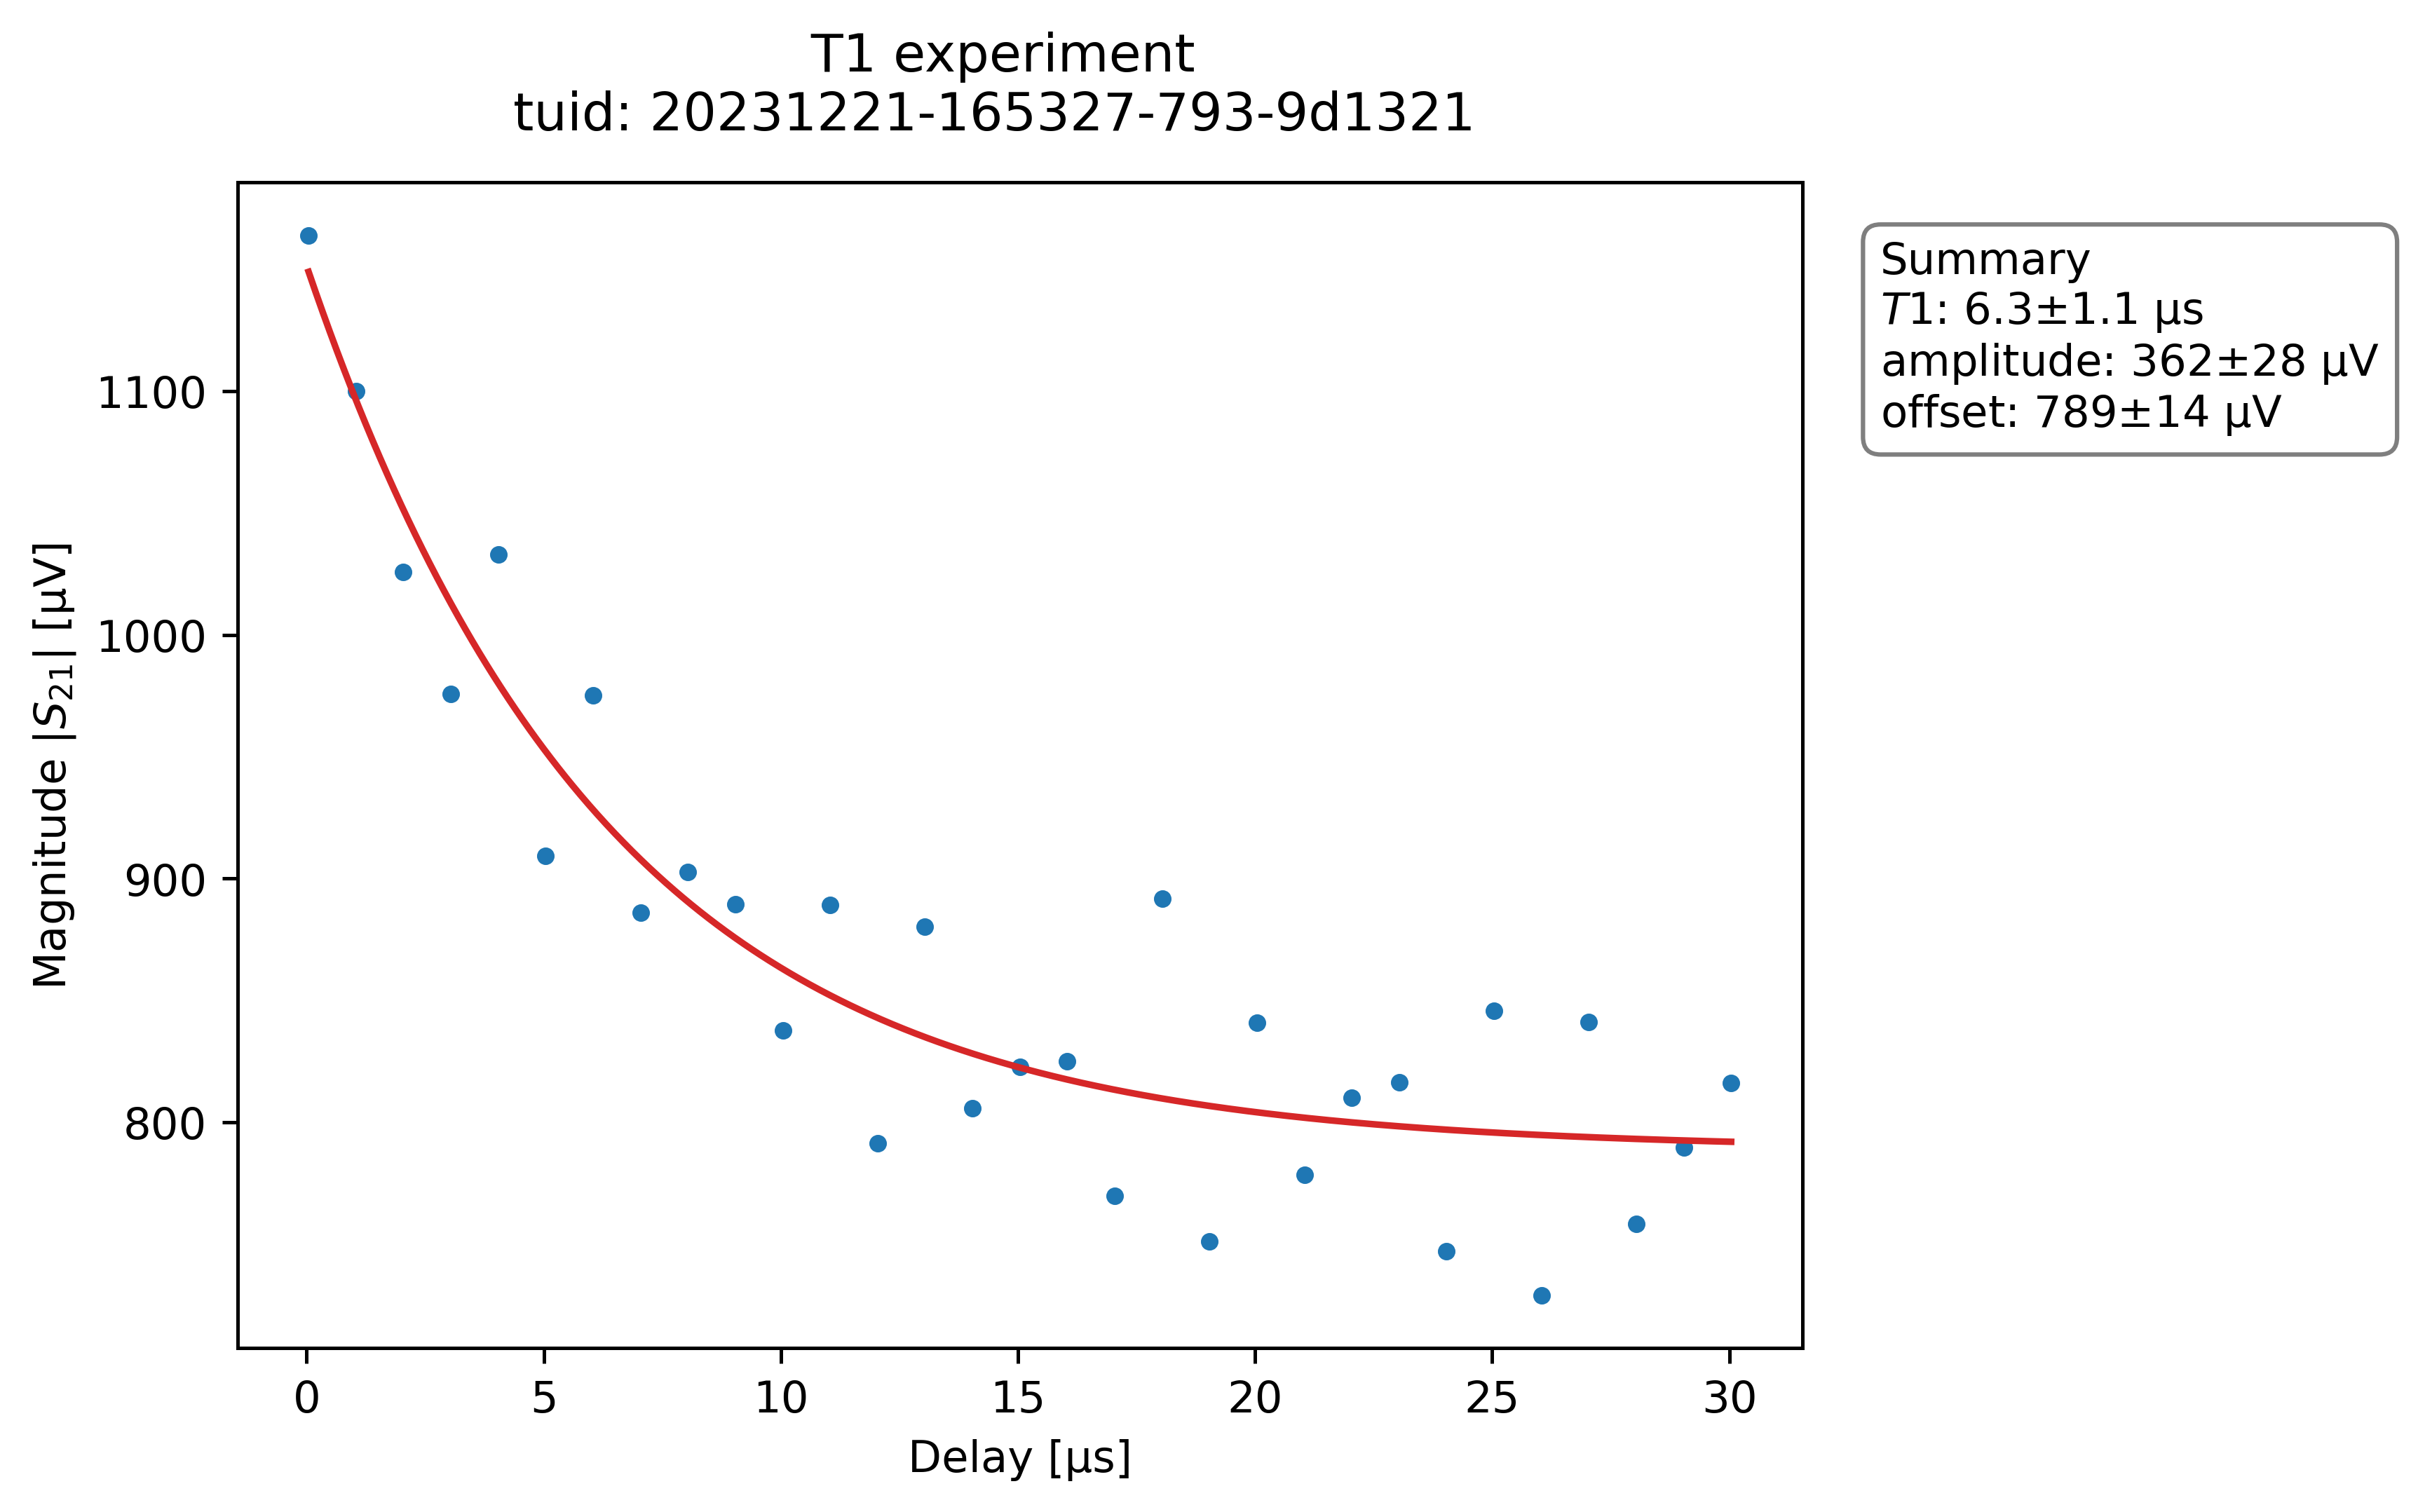 T1 experiment
tuid: 20231221-165327-793-9d1321
Summary
T1: 6.3±1.1 µs
amplitude: 362±28 µV
offset: 789±14 µV
Magnitude |S21| [µV]
1100
1000
900
800
0 5 10 15 20 25 30
Delay [µs]